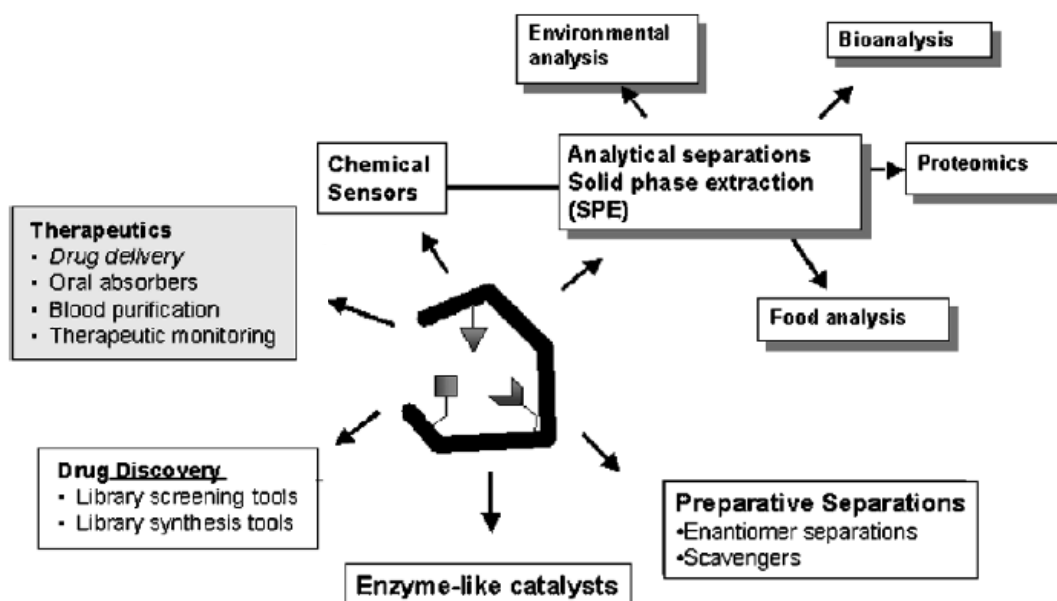 Environmental
analysis
Bioanalysis
Chemical
Sensors
Analytical separations
Solid phase extraction
(SPE)
Proteomics
Therapeutics
▪ Drug delivery
▪ Oral absorbers
▪ Blood purification
▪ Therapeutic monitoring
Food analysis
Drug Discovery
▪ Library screening tools
▪ Library synthesis tools
Preparative Separations
•Enantiomer separations
•Scavengers
Enzyme-like catalysts